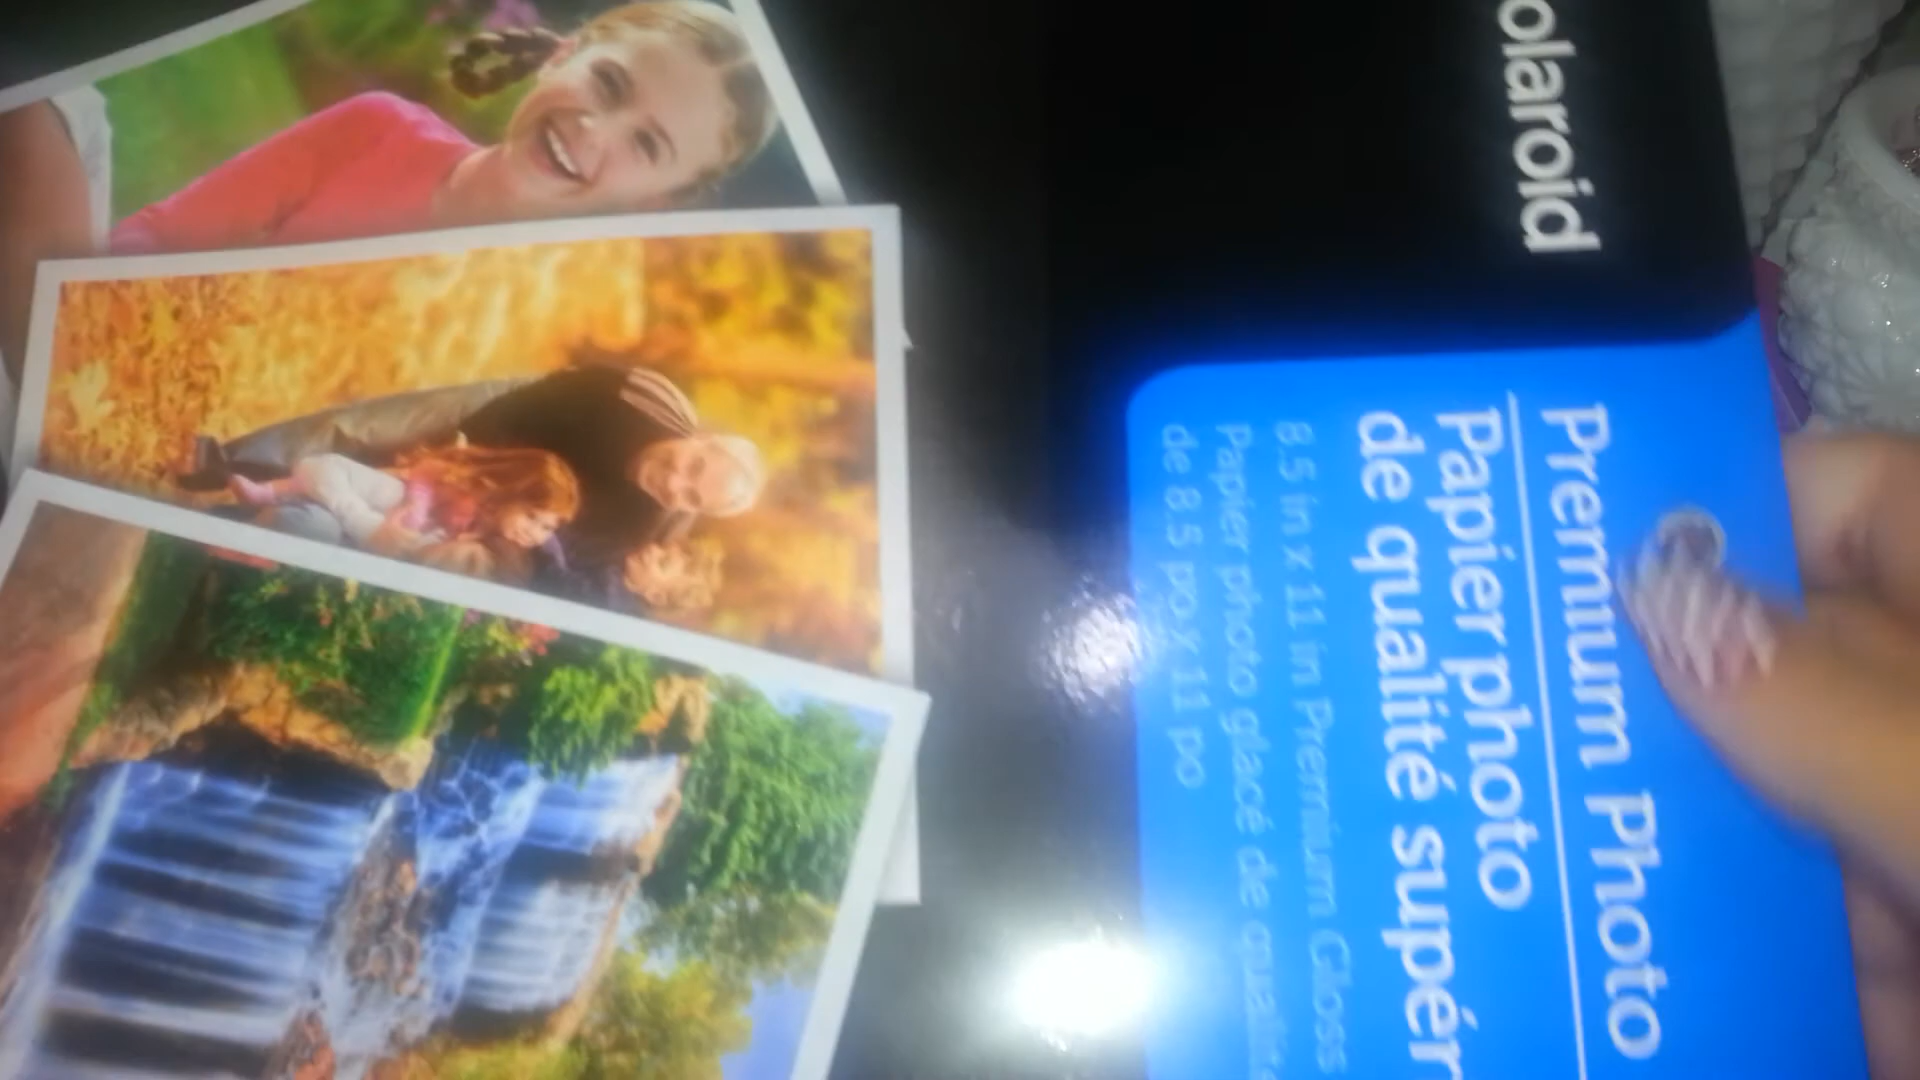 olaroid
Premium Photo
Papier photo
de qualité supér
8.5 in x 11 in Premium Gloss
Papier photo glacé de qualit
de 8.5 po x 11 po